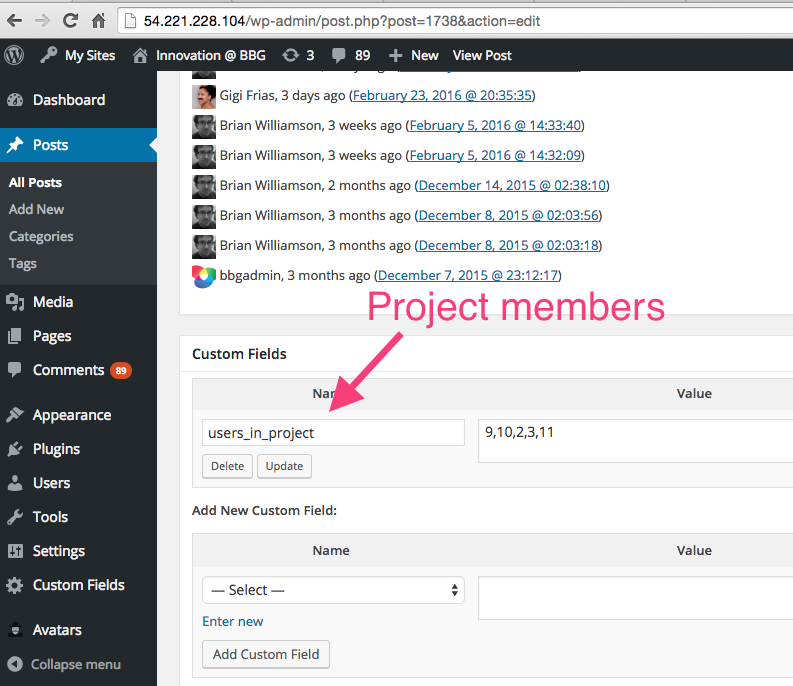 54.221.228.104/wp-admin/post.php?post=1738&action=edit
My Sites Innovation @ BBG 3 89 New View Post
Dashboard
Posts
All Posts
Add New
Categories
Tags
Media
Pages
Comments 89
Appearance
Plugins
Users
Tools
Settings
Custom Fields
Avatars
Collapse menu
Gigi Frias, 3 days ago (February 23, 2016 @ 20:35:35)
Brian Williamson, 3 weeks ago (February 5, 2016 @ 14:33:40)
Brian Williamson, 3 weeks ago (February 5, 2016 @ 14:32:09)
Brian Williamson, 2 months ago (December 14, 2015 @ 02:38:10)
Brian Williamson, 3 months ago (December 8, 2015 @ 02:03:56)
Brian Williamson, 3 months ago (December 8, 2015 @ 02:03:18)
bbgadmin, 3 months ago (December 7, 2015 @ 23:12:17)
Project members
Custom Fields
Name Value
users_in_project 9,10,2,3,11
Delete Update
Add New Custom Field:
Name Value
— Select —
Enter new
Add Custom Field